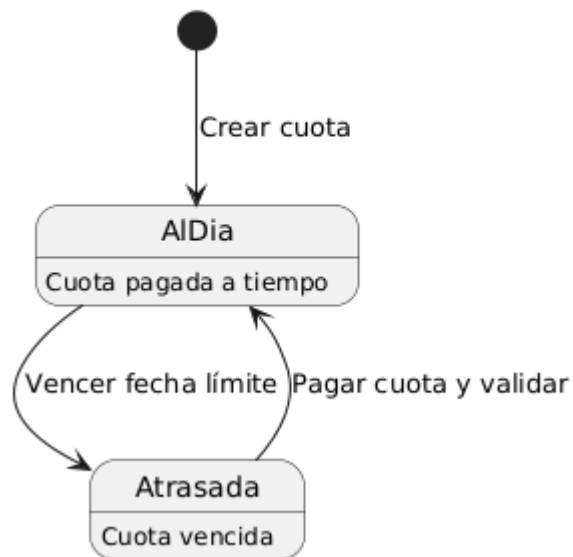 Crear cuota
AlDia
Cuota pagada a tiempo
Vencer fecha límite
Pagar cuota y validar
Atrasada
Cuota vencida